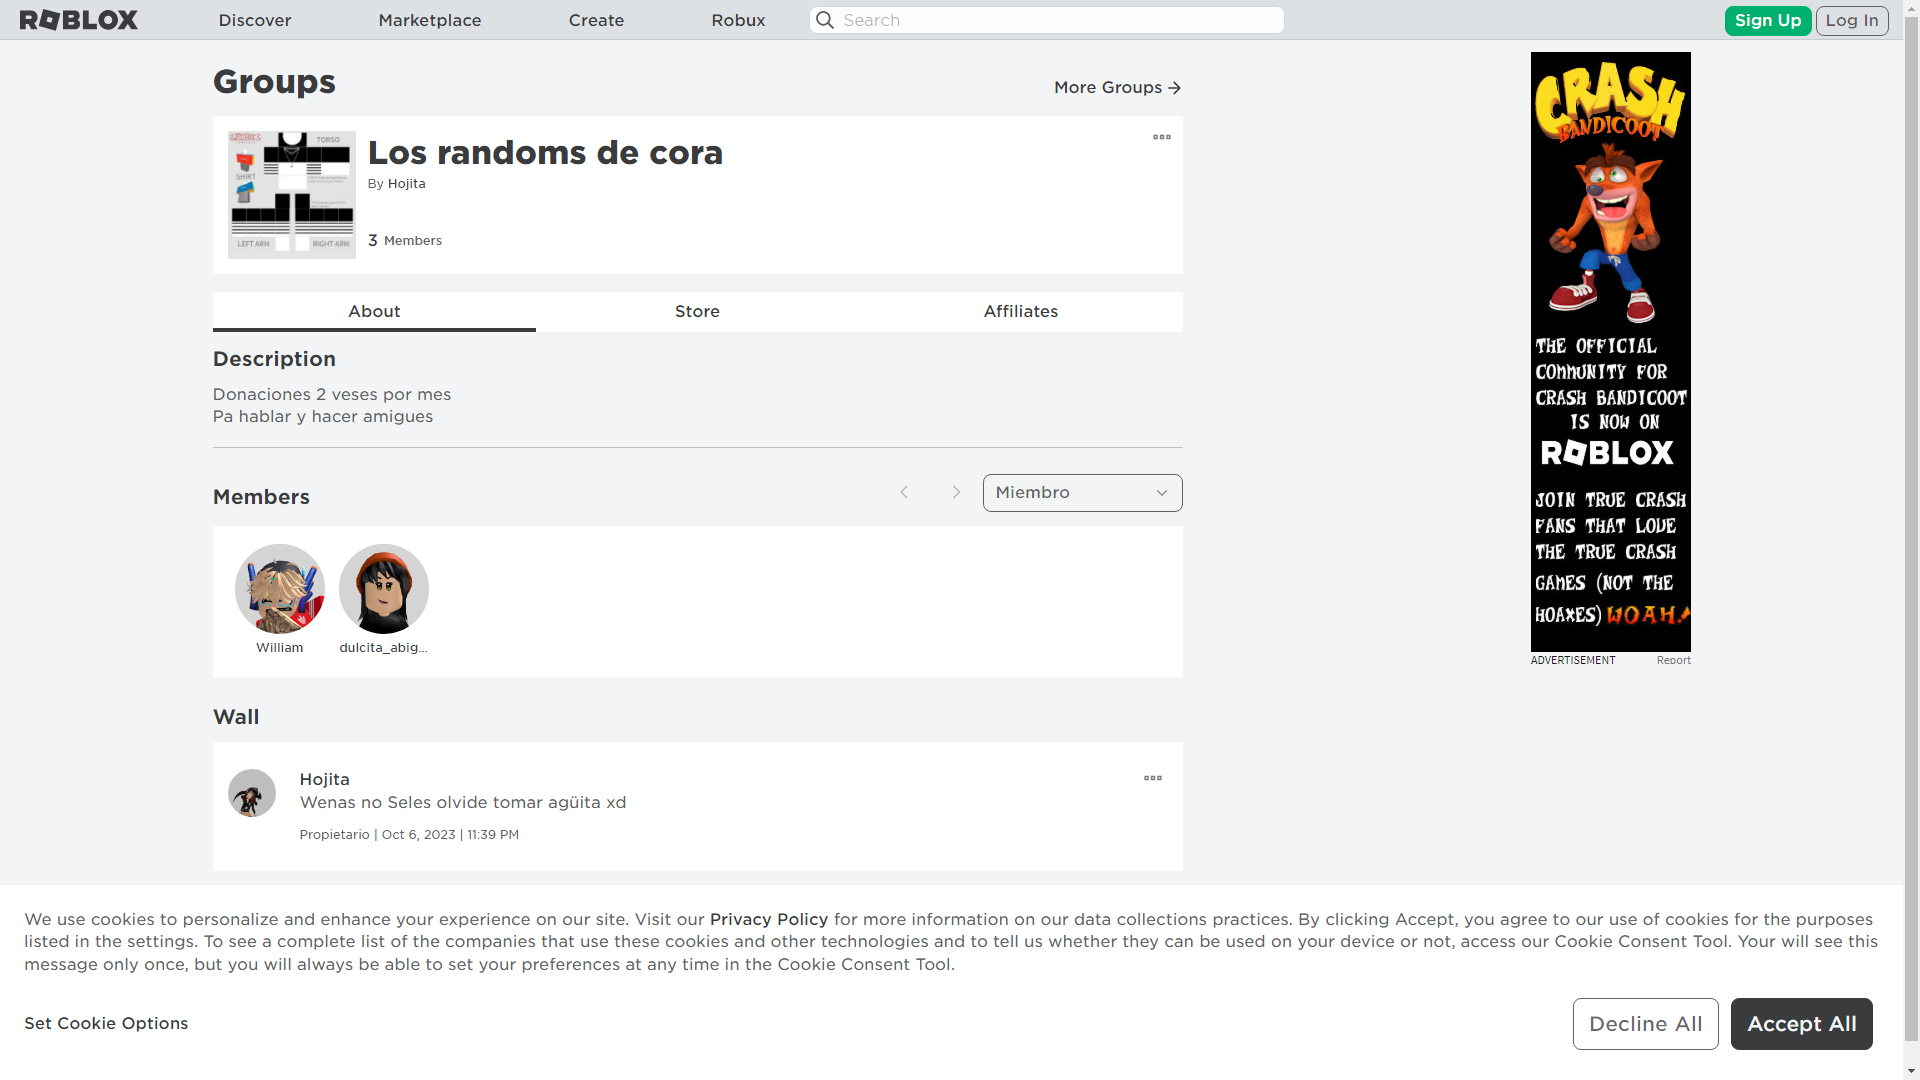 ROBLOX
Discover
Marketplace
Create
Robux
Search
Sign Up
Log In
Groups
More Groups
TORSO
SHIRT
LEFT ARM
RIGHT ARM
Los randoms de cora
By Hojita
3 Members
About
Store
Affiliates
Description
Donaciones 2 veses por mes
Pa hablar y hacer amigues
Members
Miembro
William
dulcita_abig...
Wall
Hojita
Wenas no Seles olvide tomar agüita xd
Propietario | Oct 6, 2023 | 11:39 PM
CRASH
BANDICOOT
THE OFFICIAL
COMMUNITY FOR
CRASH BANDICOOT
IS NOW ON
ROBLOX
JOIN TRUE CRASH
FANS THAT LOVE
THE TRUE CRASH
GAMES (NOT THE
HOAXES) WOAH!
ADVERTISEMENT
Report
We use cookies to personalize and enhance your experience on our site. Visit our Privacy Policy for more information on our data collections practices. By clicking Accept, you agree to our use of cookies for the purposes
listed in the settings. To see a complete list of the companies that use these cookies and other technologies and to tell us whether they can be used on your device or not, access our Cookie Consent Tool. Your will see this
message only once, but you will always be able to set your preferences at any time in the Cookie Consent Tool.
Set Cookie Options
Decline All
Accept All